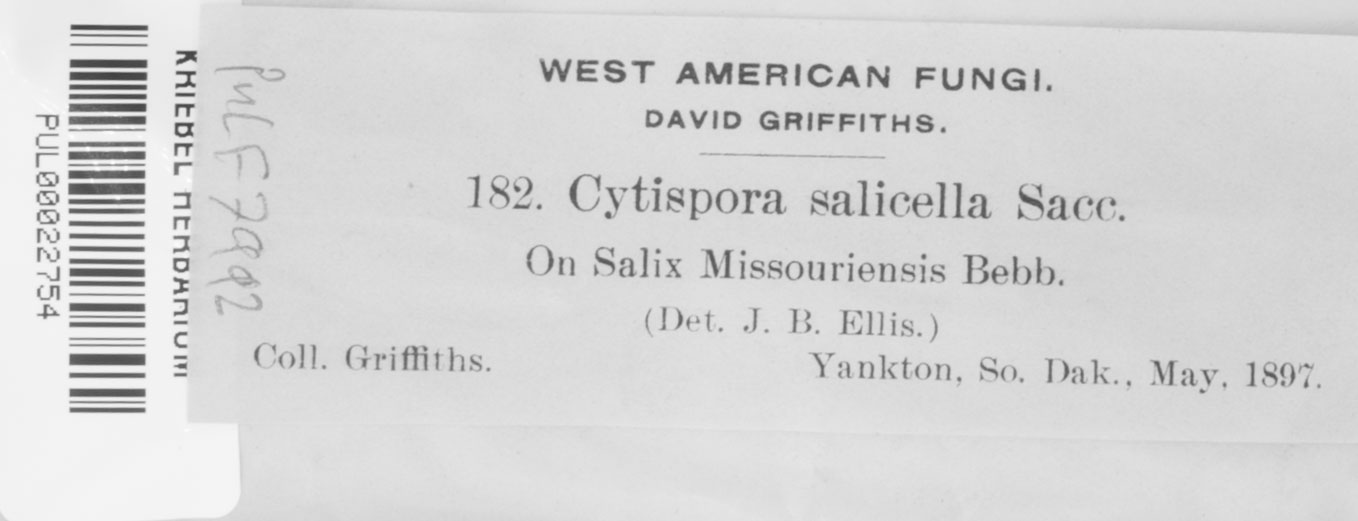 PUL00022754
KRIEBEL HERBARIUM
PUL F7992
WEST AMERICAN FUNGI.
DAVID GRIFFITHS.
182. Cytispora salicella Sacc.
On Salix Missouriensis Bebb.
(Det. J. B. Ellis.)
Coll. Griffiths.
Yankton, So. Dak., May, 1897.